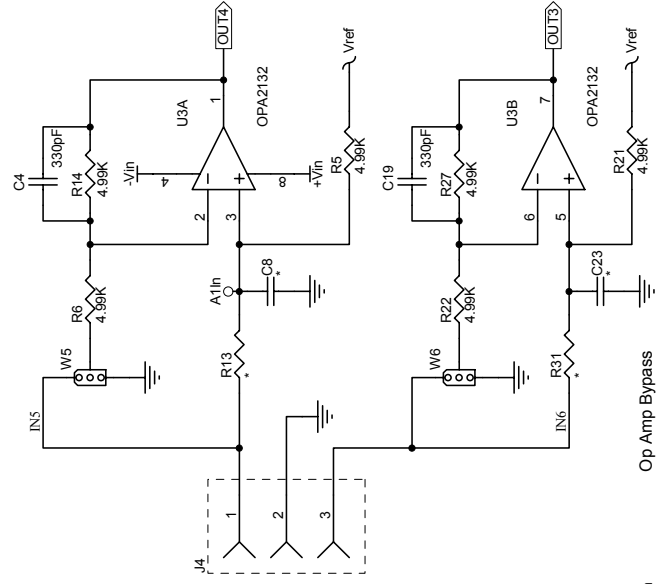 C4
330pF
R14
4.99K
-Vin
4
U3A
OUT4
1
R6
4.99K
2
3
OPA2132
8
+Vin
W5
IN5
A1In
C8
*
R5
4.99K
Vref
R13
*
J4
1
2
3
C19
330pF
R27
4.99K
U3B
OUT3
7
R22
4.99K
6
5
OPA2132
W6
IN6
C23
*
R21
4.99K
Vref
R31
*
Op Amp Bypass